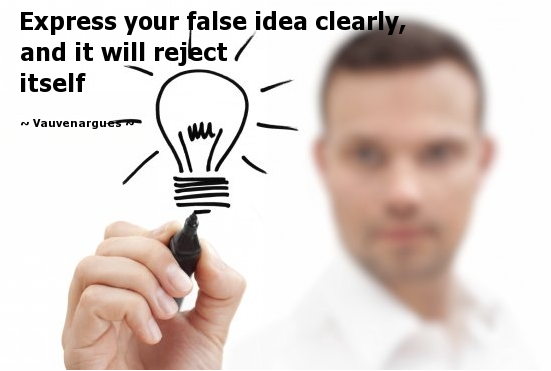 Express your false idea clearly,
and it will reject
itself
~ Vauvenargues ~